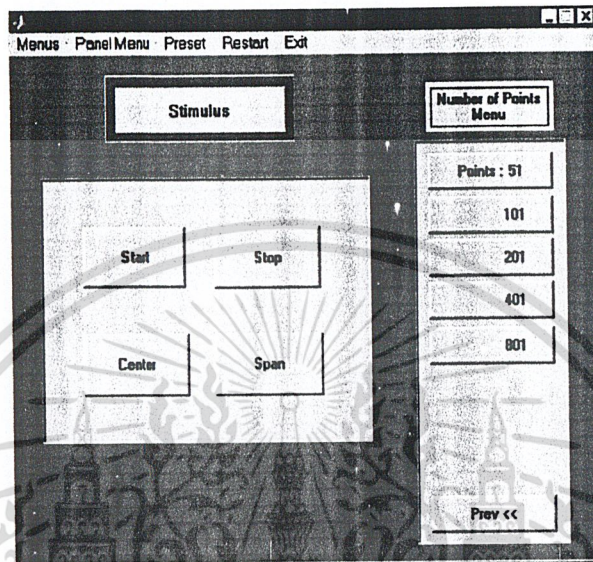 Menus Panel Menu Preset Restart Exit
Stimulus
Number of Points
Menu
Points : 51
101
201
401
801
Start Stop
Center Span
Prev <<